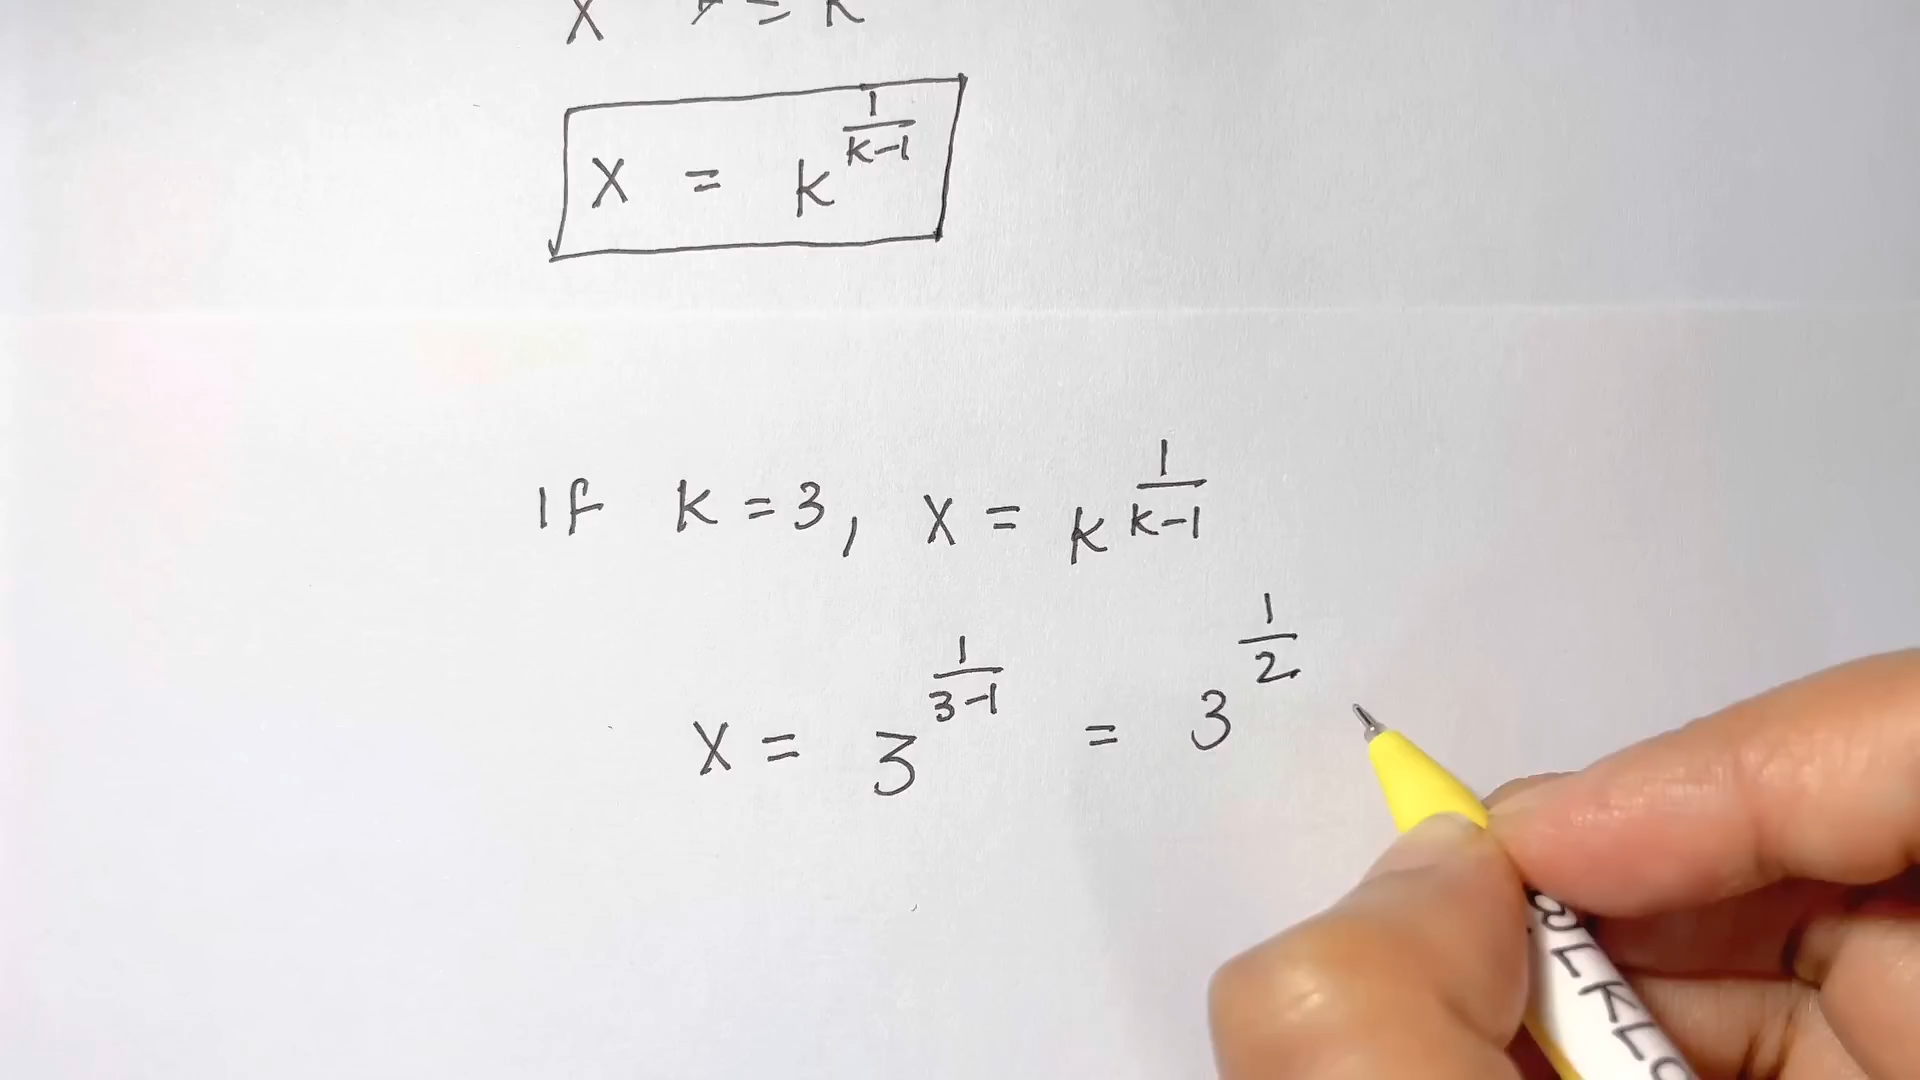 x = k
x = k^(1/(k-1))
If k = 3, x = k^(1/(k-1))
x = 3^(1/(3-1)) = 3^(1/2)